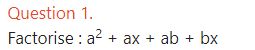 Question 1.
Factorise : a² + ax + ab + bx